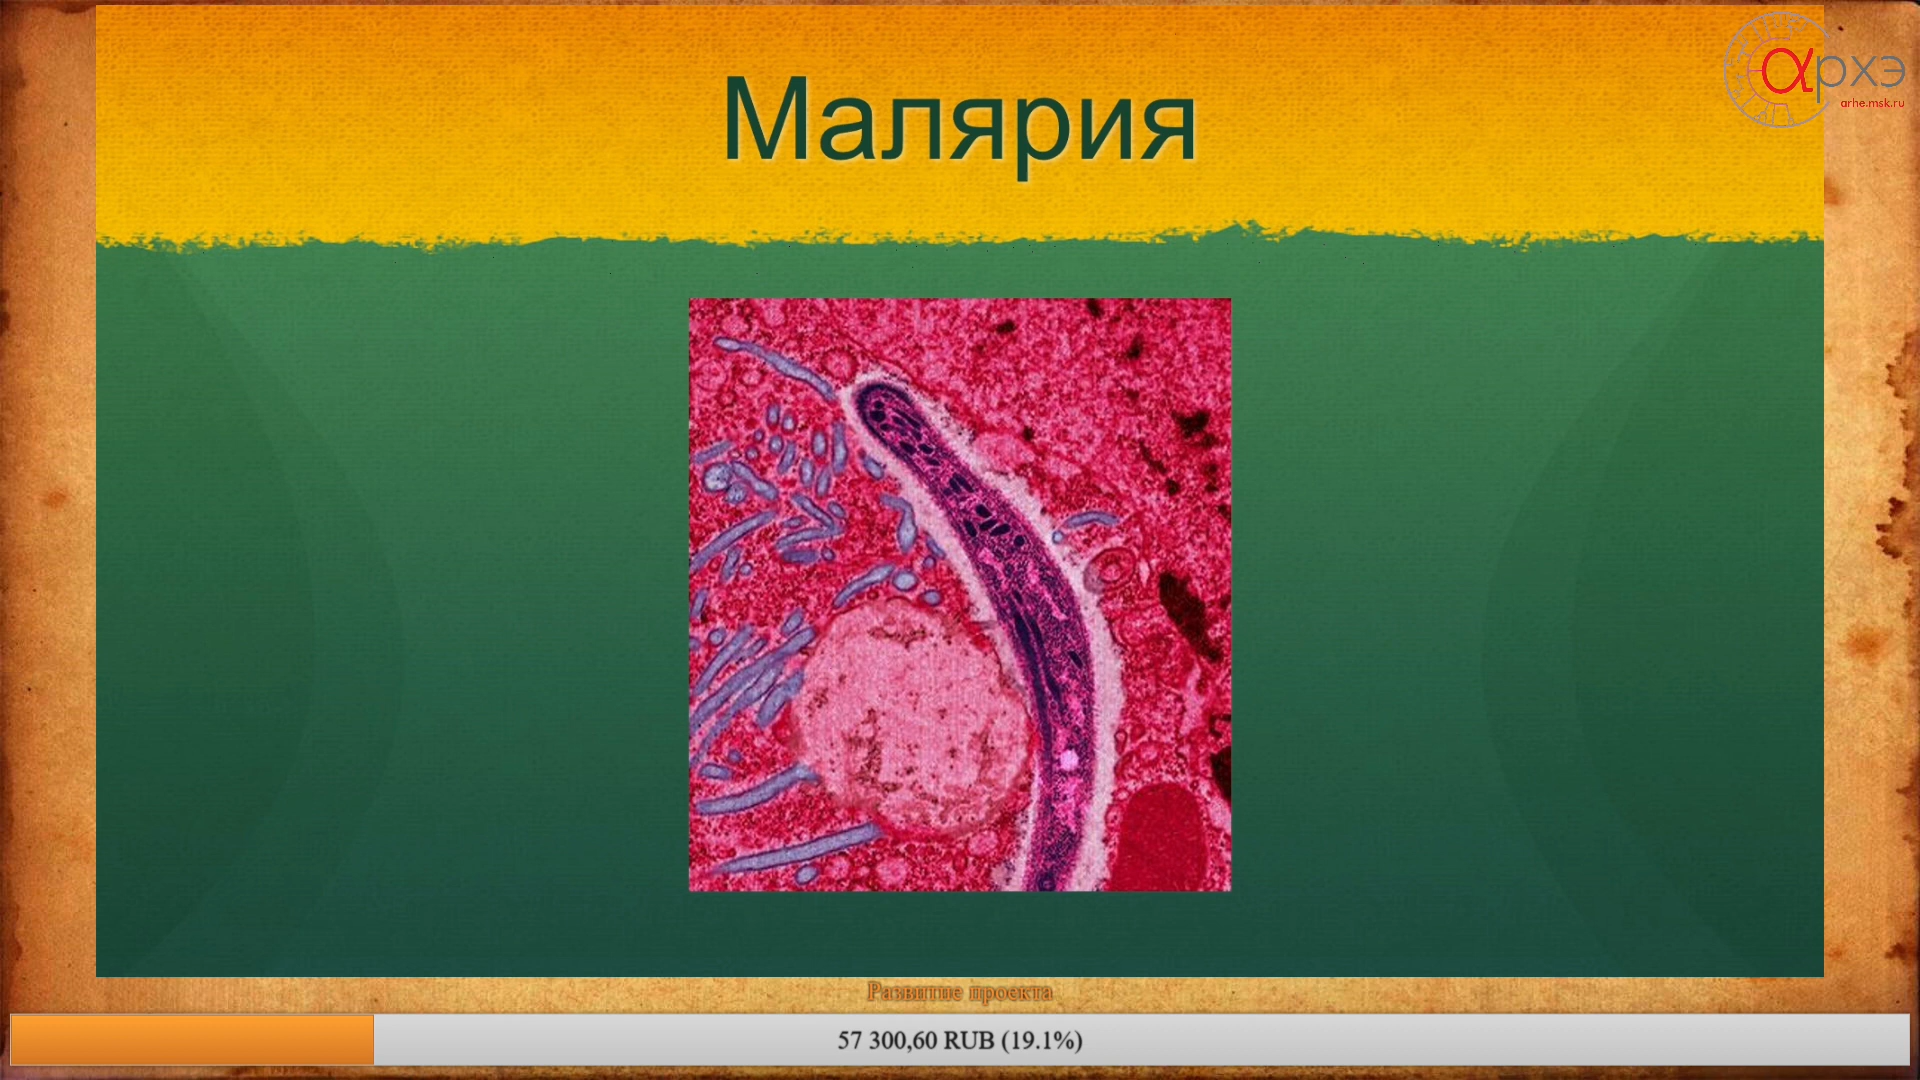 Малярия
αрхэ
arhe.msk.ru
Развитие проекта
57 300,60 RUB (19.1%)